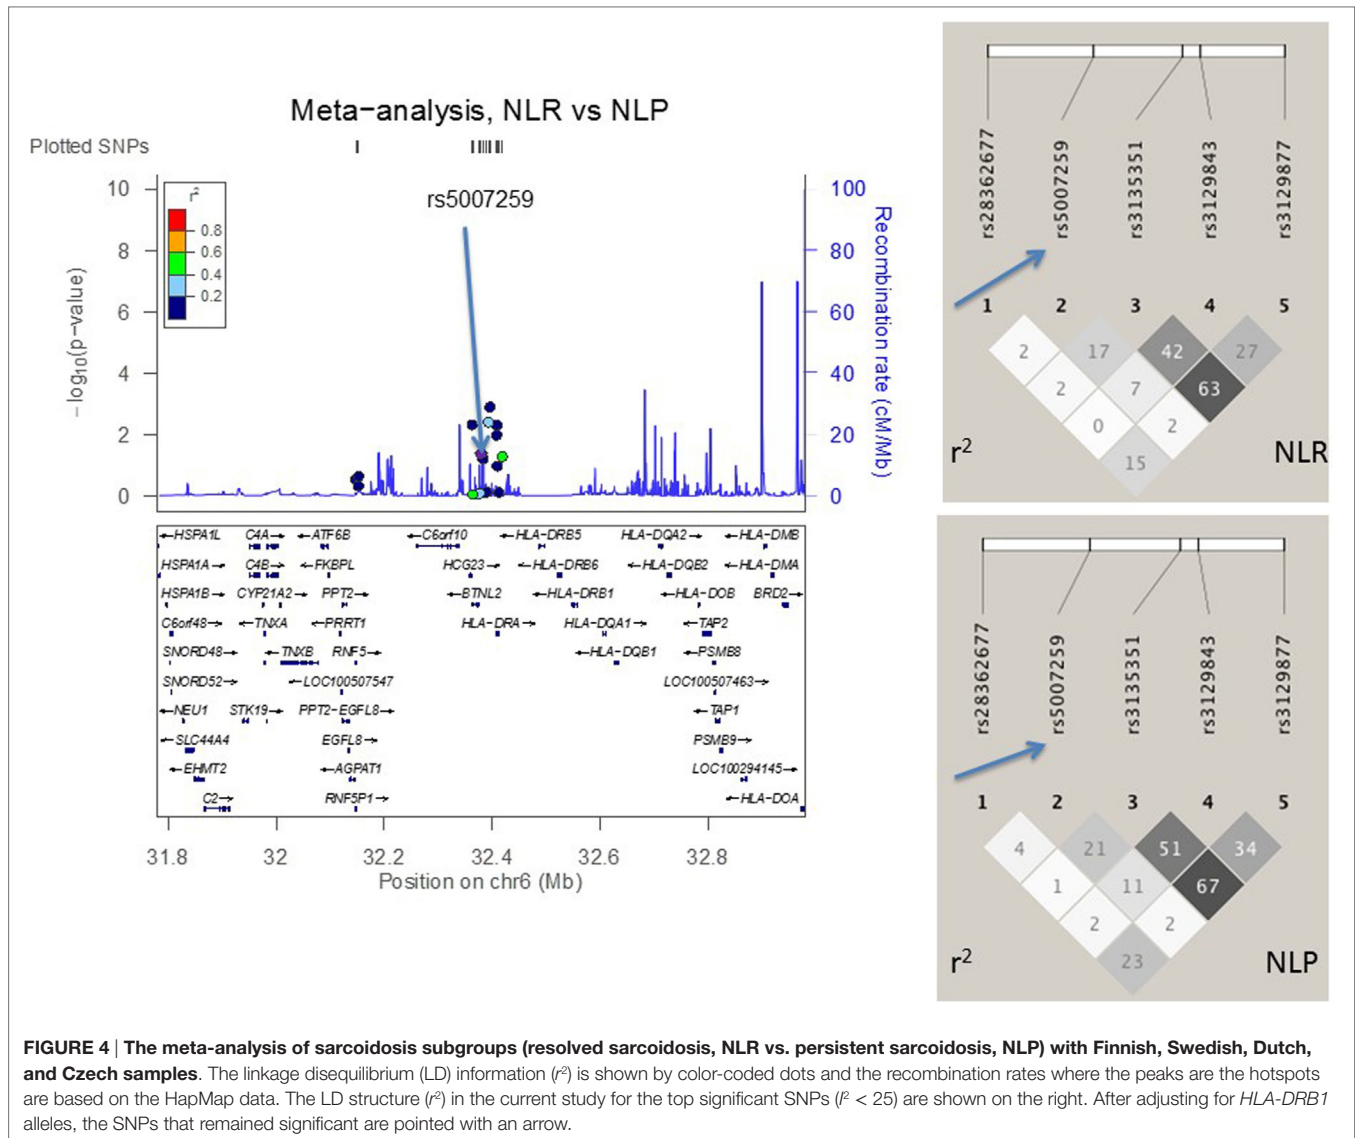 Meta−analysis, NLR vs NLP
Plotted SNPs
rs5007259
r²
0.8
0.6
0.4
0.2
10
8
6
4
2
0
−log10(p−value)
100
80
60
40
20
0
Recombination rate (cM/Mb)
←HSPA1L C4A→ ←ATF6B ←C6orf10 ←HLA−DRB5 HLA−DQA2→ ←HLA−DMB
HSPA1A→ C4B→ ←FKBPL HCG23→ ←HLA−DRB6 ←HLA−DQB2 ←HLA−DMA
HSPA1B→ CYP21A2→ PPT2→ ←BTNL2 ←HLA−DRB1 ←HLA−DOB BRD2→
C6orf48→ ←TNXA ←PRRT1 HLA−DRA→ HLA−DQA1→ ←TAP2
SNORD48→ ←TNXB RNF5→ ←HLA−DQB1 ←PSMB8
SNORD52→ ←LOC100507547 LOC100507463→
←NEU1 STK19→ PPT2−EGFL8→ ←TAP1
←SLC44A4 EGFL8→ PSMB9→
←EHMT2 ←AGPAT1 LOC100294145→
C2→ RNF5P1→ ←HLA−DOA
31.8 32 32.2 32.4 32.6 32.8
Position on chr6 (Mb)
rs28362677
rs5007259
rs3135351
rs3129843
rs3129877
1 2 3 4 5
2 17 42 27
2 7 63
0 2
15
r² NLR
rs28362677
rs5007259
rs3135351
rs3129843
rs3129877
1 2 3 4 5
4 21 51 34
1 11 67
2 2
23
r² NLP
FIGURE 4 | The meta-analysis of sarcoidosis subgroups (resolved sarcoidosis, NLR vs. persistent sarcoidosis, NLP) with Finnish, Swedish, Dutch,
and Czech samples. The linkage disequilibrium (LD) information (r²) is shown by color-coded dots and the recombination rates where the peaks are the hotspots
are based on the HapMap data. The LD structure (r²) in the current study for the top significant SNPs (I² < 25) are shown on the right. After adjusting for HLA-DRB1
alleles, the SNPs that remained significant are pointed with an arrow.